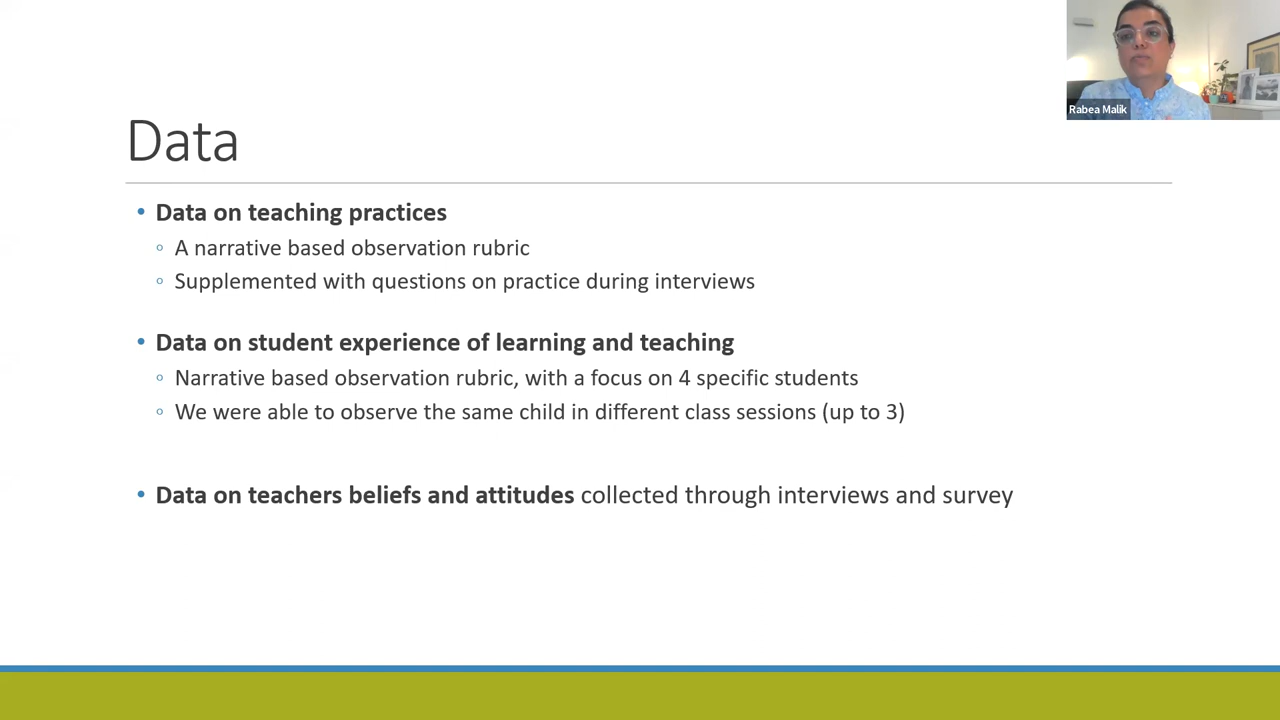 Rabea Malik
Data
• Data on teaching practices
◦ A narrative based observation rubric
◦ Supplemented with questions on practice during interviews
• Data on student experience of learning and teaching
◦ Narrative based observation rubric, with a focus on 4 specific students
◦ We were able to observe the same child in different class sessions (up to 3)
• Data on teachers beliefs and attitudes collected through interviews and survey